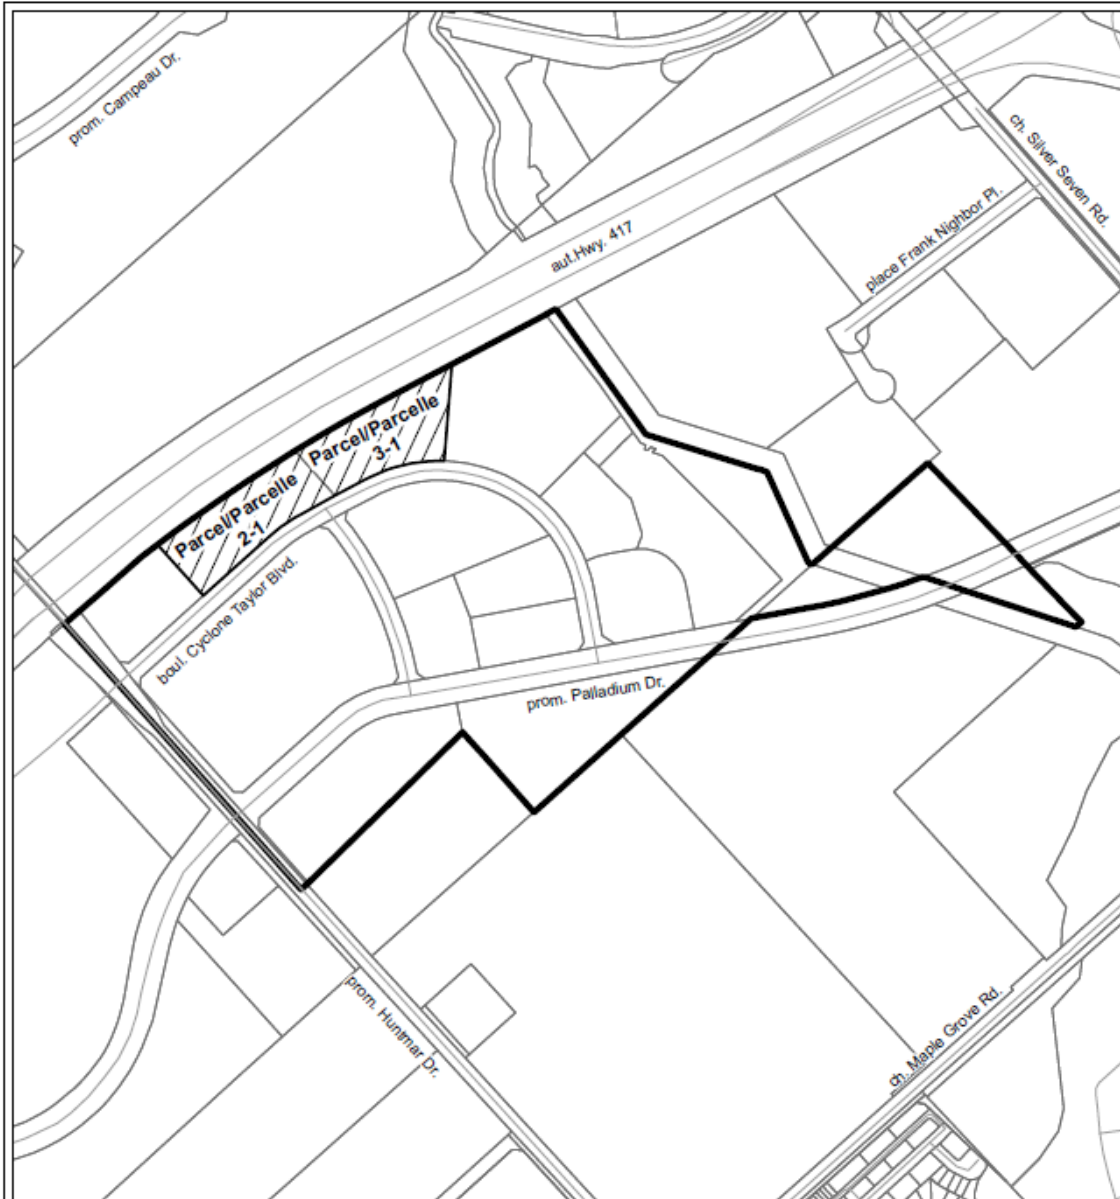 prom. Campeau Dr.
ch. Silver Seven Rd.
place Frank Nighbor Pl.
aut.Hwy. 417
Parcel/Parcelle
3-1
Parcel/Parcelle
2-1
boul. Cyclone Taylor Blvd.
prom. Palladium Dr.
prom. Huntmar Dr.
ch. Maple Grove Rd.